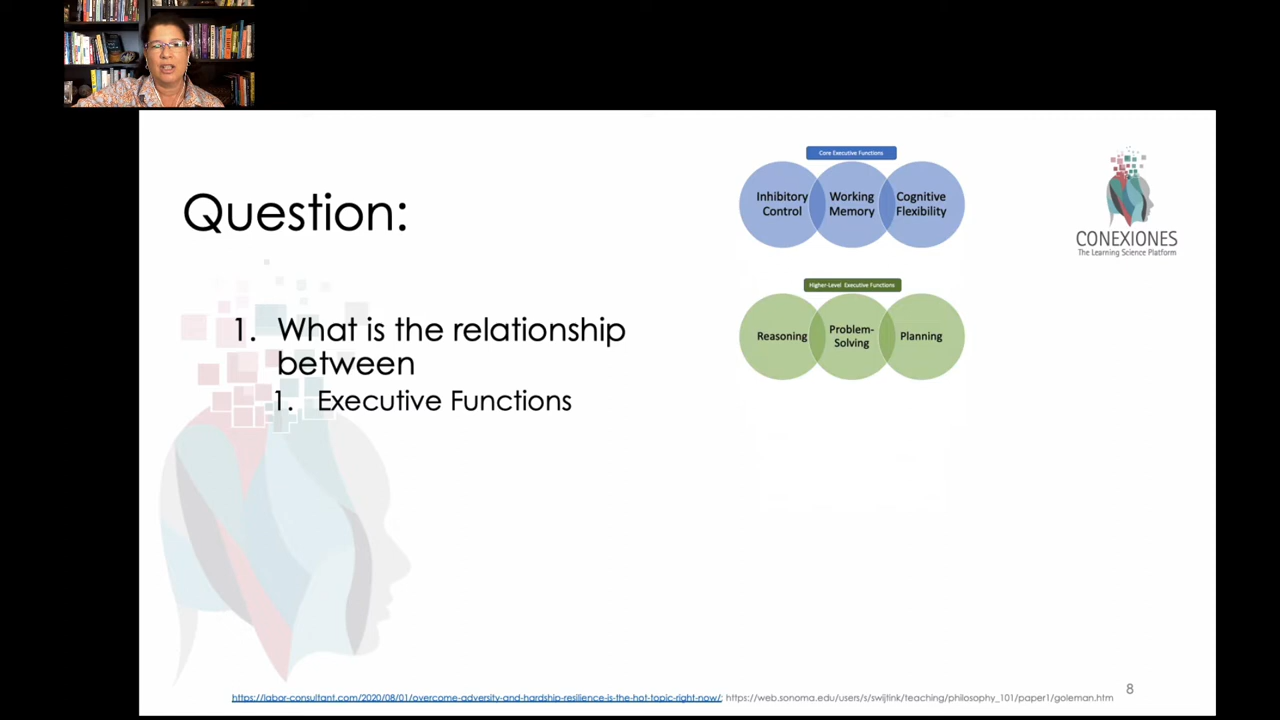 Question:
1. What is the relationship
between
1. Executive Functions
Core Executive Functions
Inhibitory
Control
Working
Memory
Cognitive
Flexibility
Higher-Level Executive Functions
Reasoning
Problem-
Solving
Planning
CONEXIONES
The Learning Science Platform
https://labor-consultant.com/2020/08/01/overcome-adversity-and-hardship-resilience-is-the-hot-topic-right-now/; https://web.sonoma.edu/users/s/swijtink/teaching/philosophy_101/paper1/goleman.htm
8